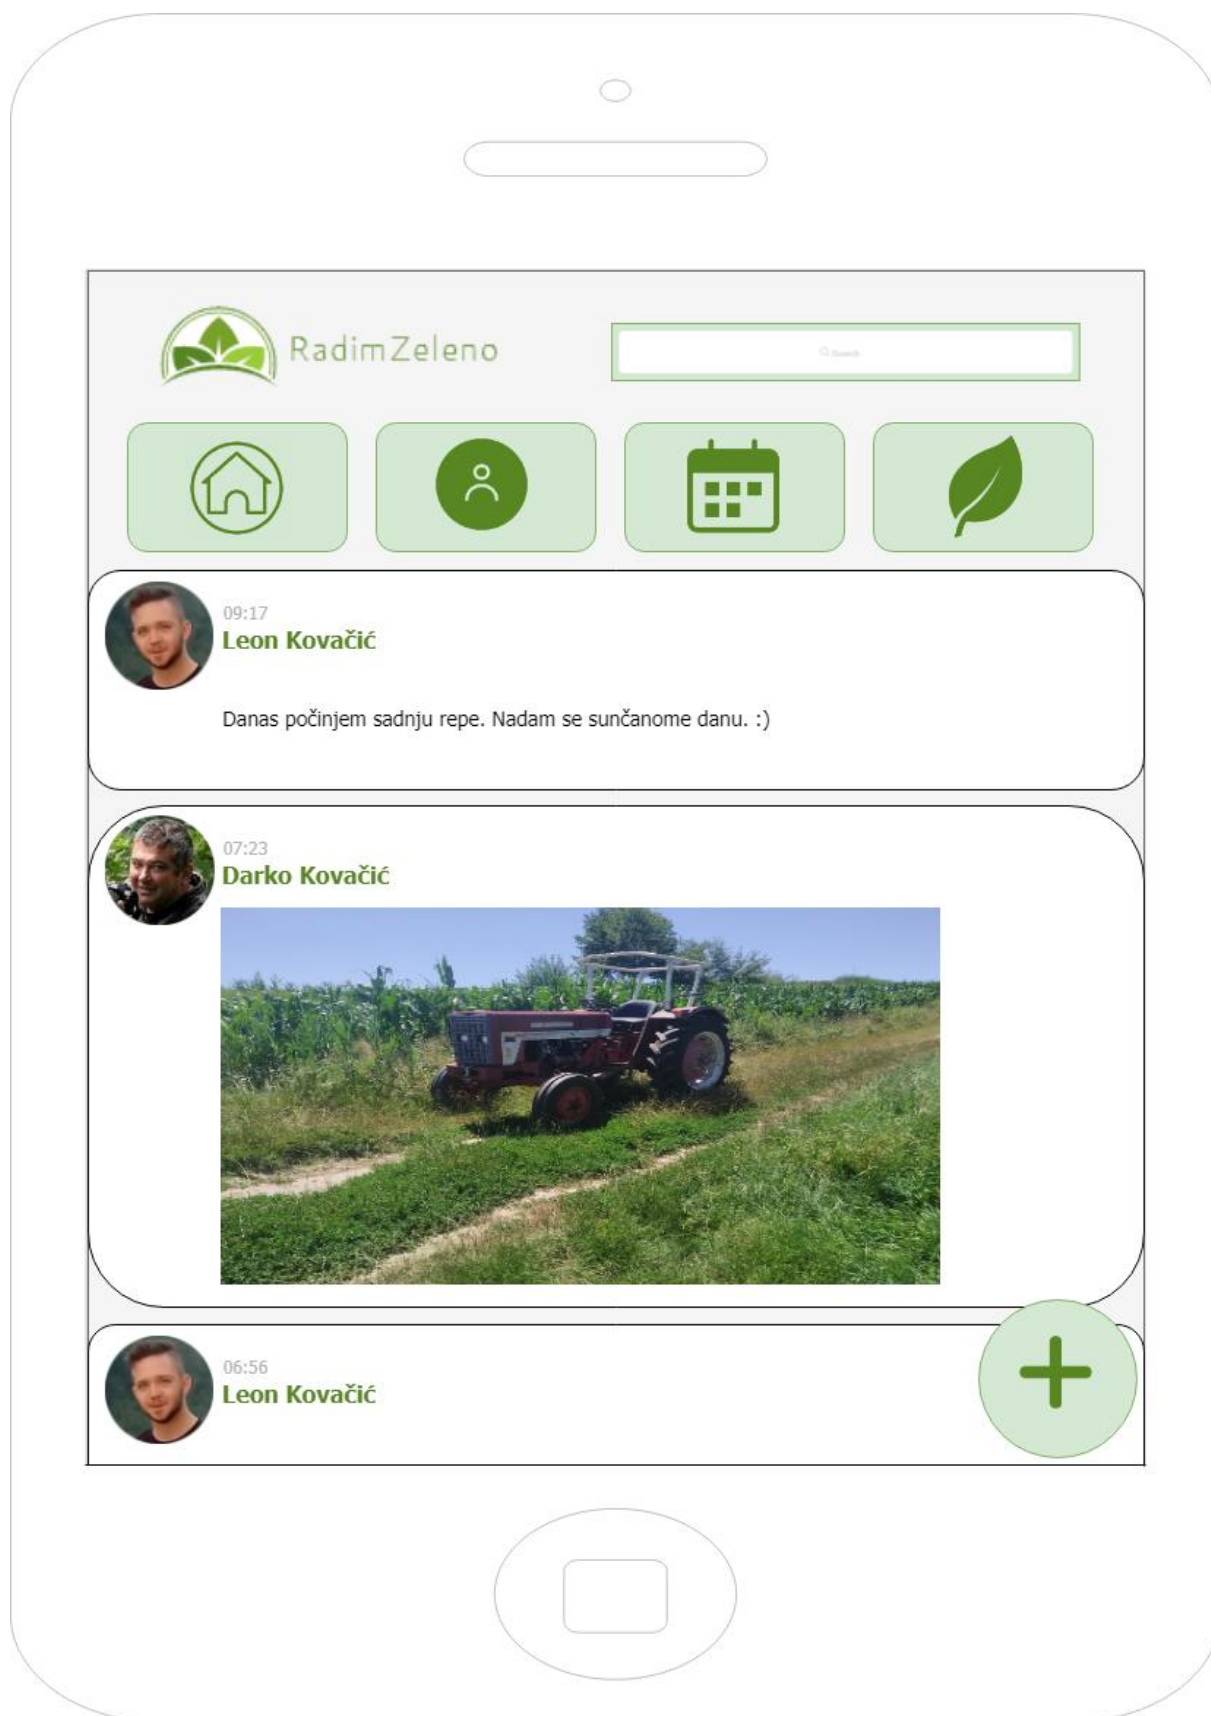 RadimZeleno
Search
09:17
Leon Kovačić
Danas počinjem sadnju repe. Nadam se sunčanome danu. :)
07:23
Darko Kovačić
06:56
Leon Kovačić